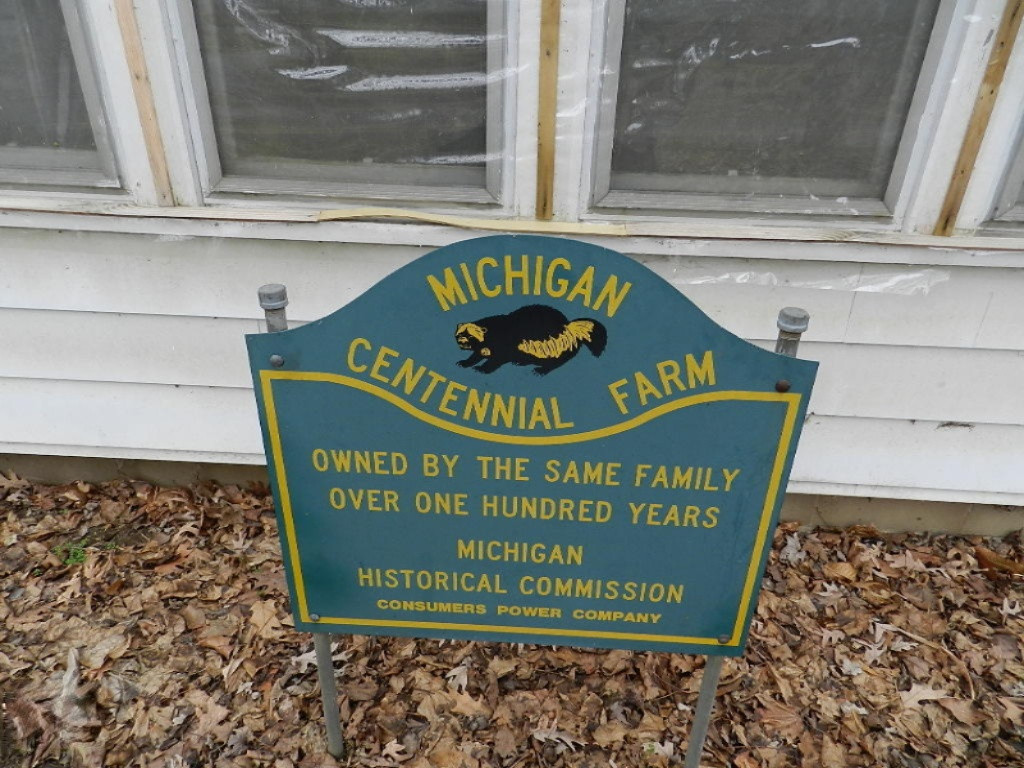 MICHIGAN
CENTENNIAL FARM
OWNED BY THE SAME FAMILY
OVER ONE HUNDRED YEARS
MICHIGAN
HISTORICAL COMMISSION
CONSUMERS POWER COMPANY